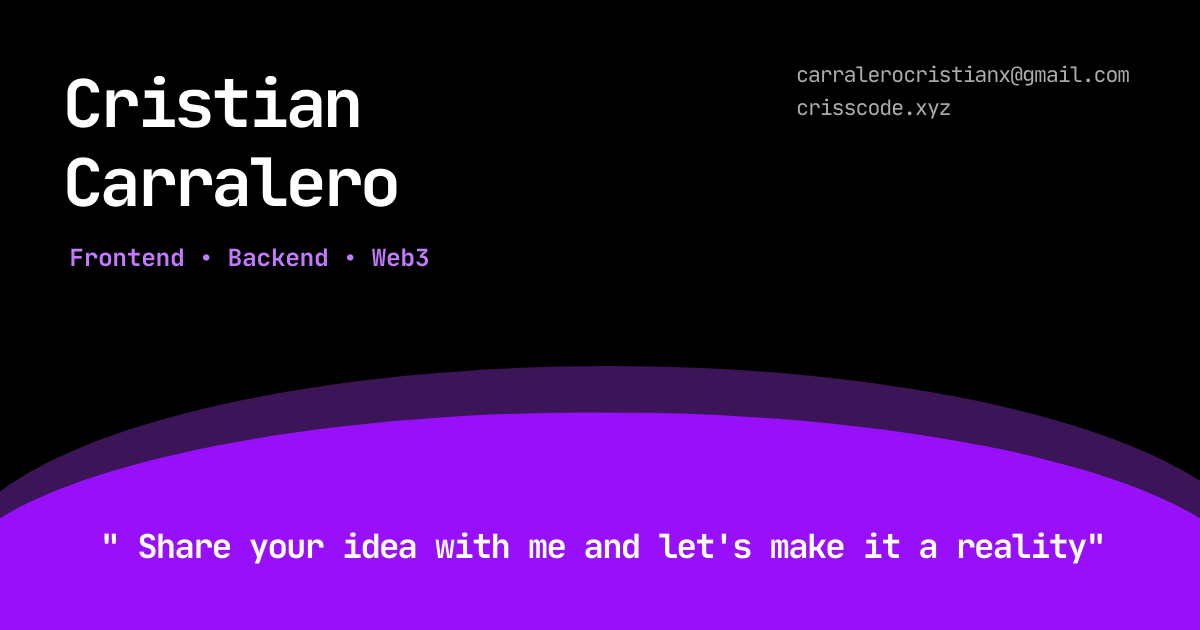 Cristian
Carralero
Frontend • Backend • Web3
carralerocristianx@gmail.com
crisscode.xyz
" Share your idea with me and let's make it a reality"